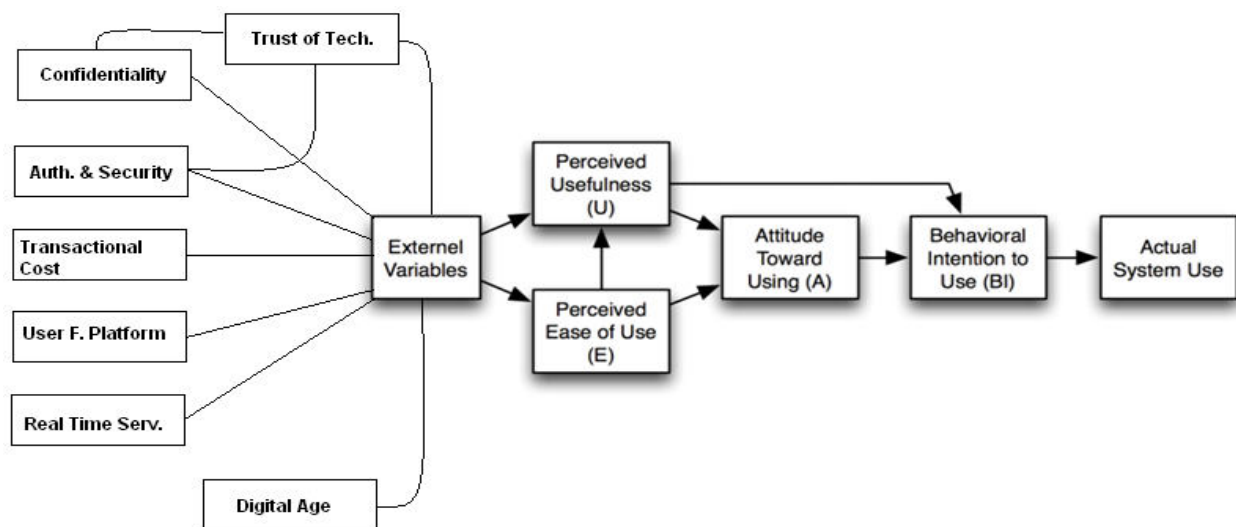 Trust of Tech.
Confidentiality
Auth. & Security
Transactional
Cost
User F. Platform
Real Time Serv.
Digital Age
Externel
Variables
Perceived
Usefulness
(U)
Perceived
Ease of Use
(E)
Attitude
Toward
Using (A)
Behavioral
Intention to
Use (BI)
Actual
System Use